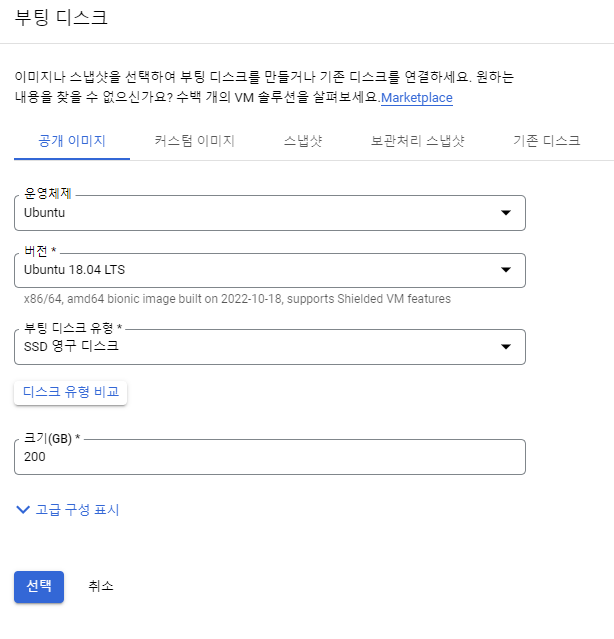 부팅 디스크
이미지나 스냅샷을 선택하여 부팅 디스크를 만들거나 기존 디스크를 연결하세요. 원하는
내용을 찾을 수 없으신가요? 수백 개의 VM 솔루션을 살펴보세요.Marketplace
공개 이미지 커스텀 이미지 스냅샷 보관처리 스냅샷 기존 디스크
운영체제
Ubuntu
버전 *
Ubuntu 18.04 LTS
x86/64, amd64 bionic image built on 2022-10-18, supports Shielded VM features
부팅 디스크 유형 *
SSD 영구 디스크
디스크 유형 비교
크기(GB) *
200
고급 구성 표시
선택 취소